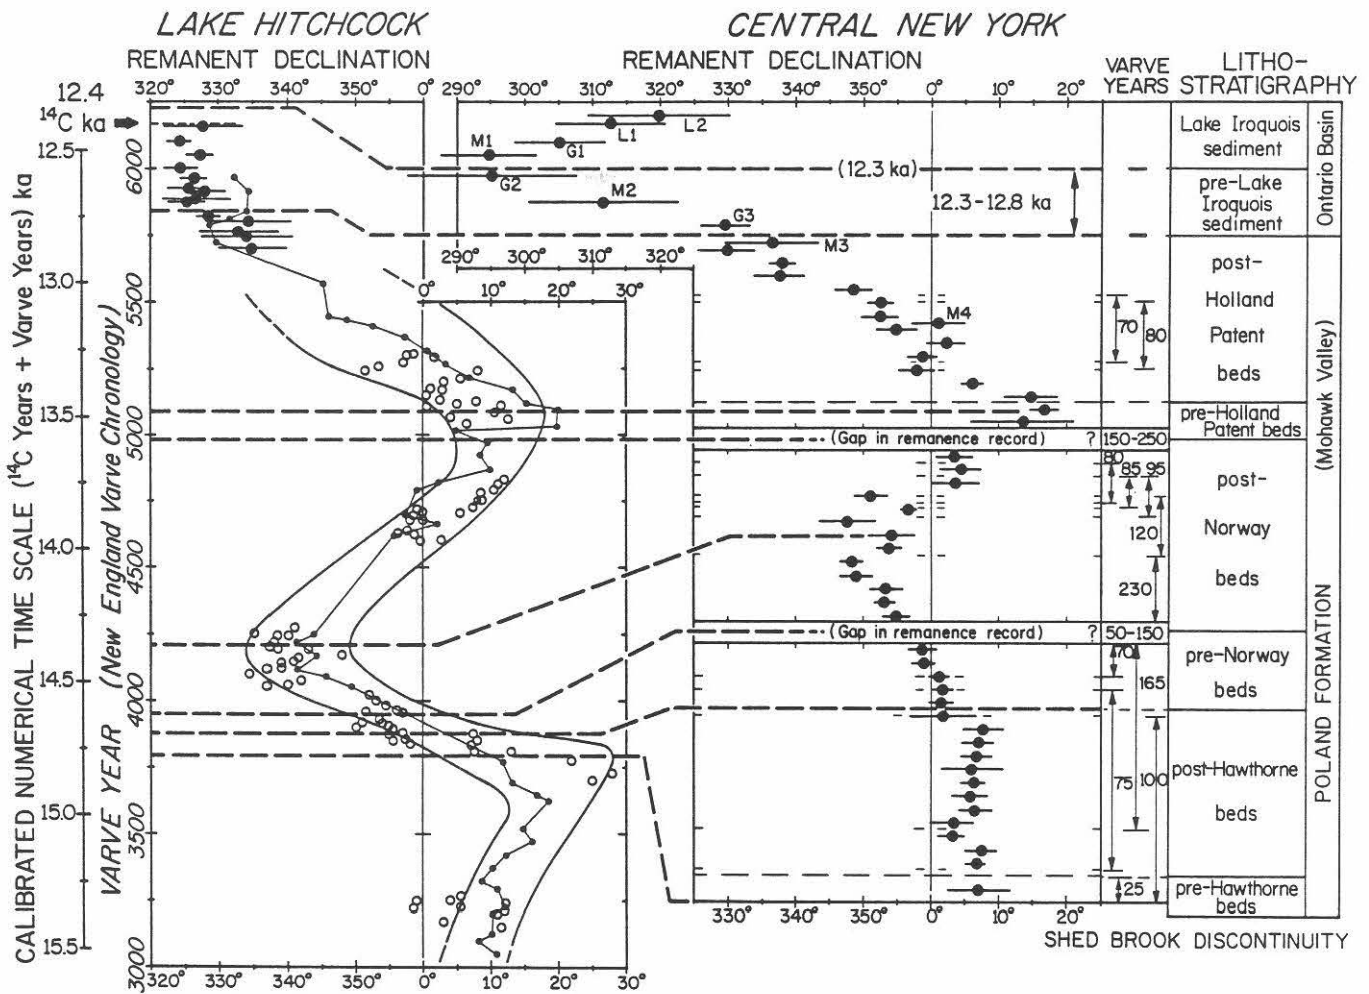 LAKE HITCHCOCK
CENTRAL NEW YORK
REMANENT DECLINATION
REMANENT DECLINATION
VARVE YEARS
LITHO-STRATIGRAPHY
320° 330° 340° 350° 0° 290° 300° 310° 320° 330° 340° 350° 0° 10° 20°
12.4
¹⁴C ka
12.5
13.0
13.5
14.0
14.5
15.0
15.5
CALIBRATED NUMERICAL TIME SCALE (¹⁴C Years + Varve Years) ka
6000
5500
5000
4500
4000
3500
3000
VARVE YEAR (New England Varve Chronology)
L2
L1
M1
G1
G2
M2
G3
M3
M4
(12.3 ka)
12.3-12.8 ka
290° 300° 310° 320°
0° 10° 20° 30°
Lake Iroquois
sediment
pre-Lake
Iroquois
sediment
Ontario Basin
70
80
post-
Holland
Patent
beds
pre-Holland
Patent beds
(Mohawk Valley)
(Gap in remanence record) ? 150-250
80
85
95
120
230
post-
Norway
beds
(Gap in remanence record) ? 50-150
70
165
pre-Norway
beds
75
100
post-Hawthorne
beds
25
pre-Hawthorne
beds
POLAND FORMATION
330° 340° 350° 0° 10° 20°
SHED BROOK DISCONTINUITY
320° 330° 340° 350° 0° 10° 20° 30°